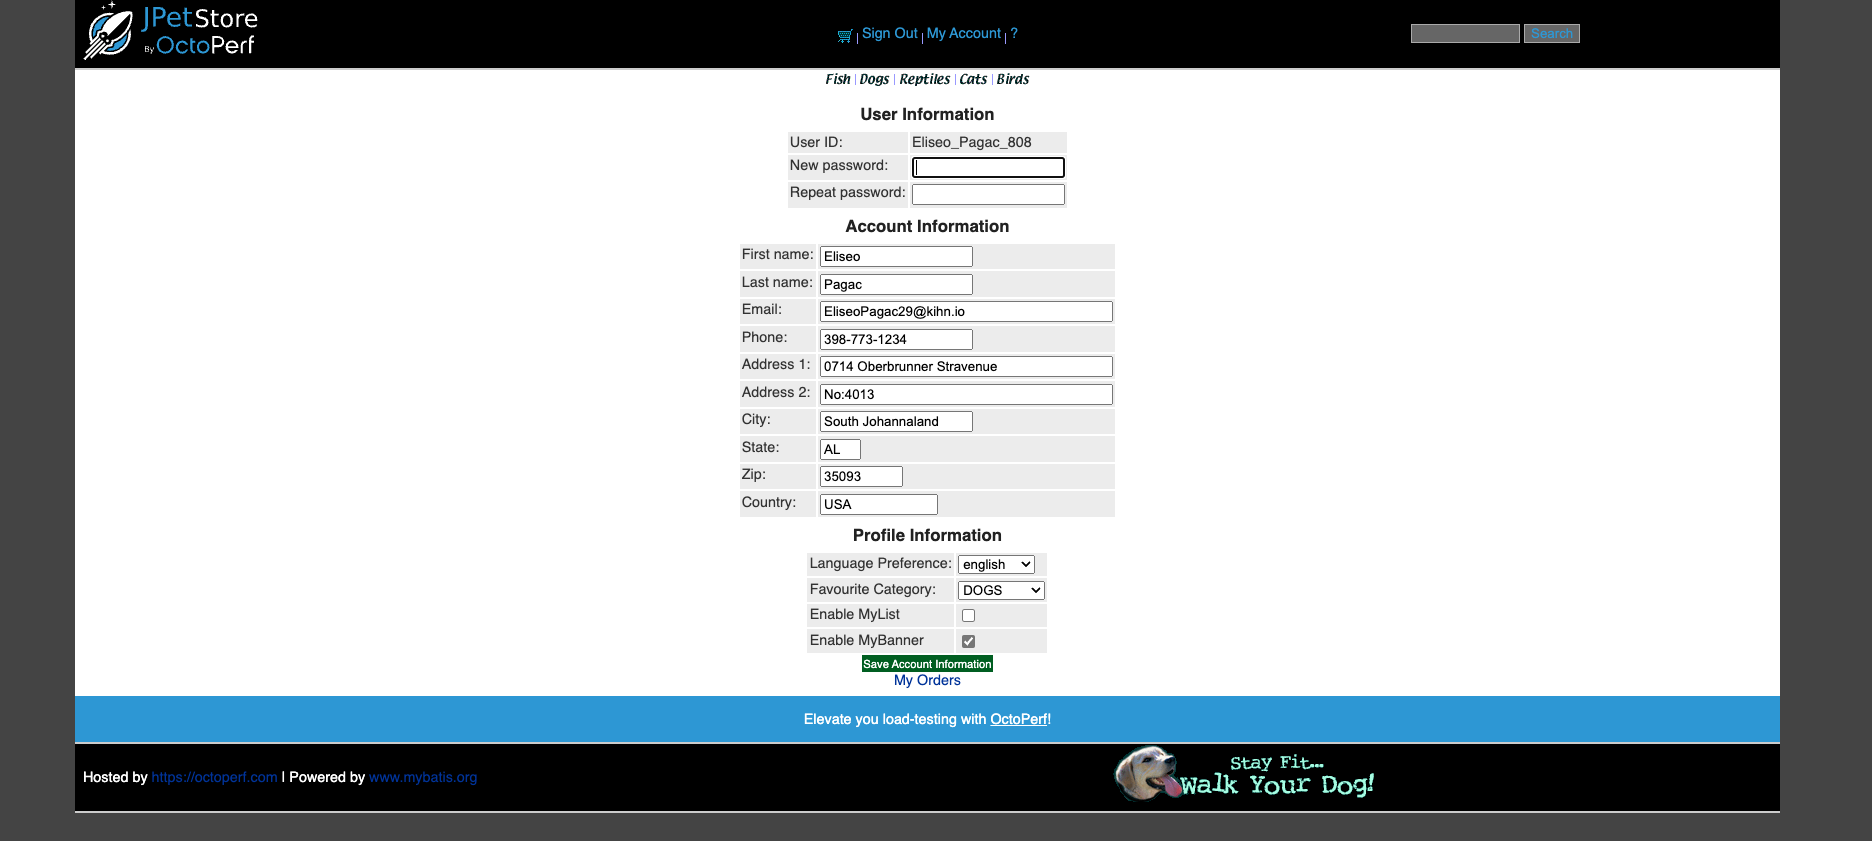 JPetStore
By OctoPerf
Sign Out | My Account | ?
Search
Fish | Dogs | Reptiles | Cats | Birds
User Information
User ID: Eliseo_Pagac_808
New password:
Repeat password:
Account Information
First name: Eliseo
Last name: Pagac
Email: EliseoPagac29@kihn.io
Phone: 398-773-1234
Address 1: 0714 Oberbrunner Stravenue
Address 2: No:4013
City: South Johannaland
State: AL
Zip: 35093
Country: USA
Profile Information
Language Preference: english
Favourite Category: DOGS
Enable MyList
Enable MyBanner
Save Account Information
My Orders
Elevate you load-testing with OctoPerf!
Hosted by https://octoperf.com | Powered by www.mybatis.org
Stay Fit...
Walk Your Dog!